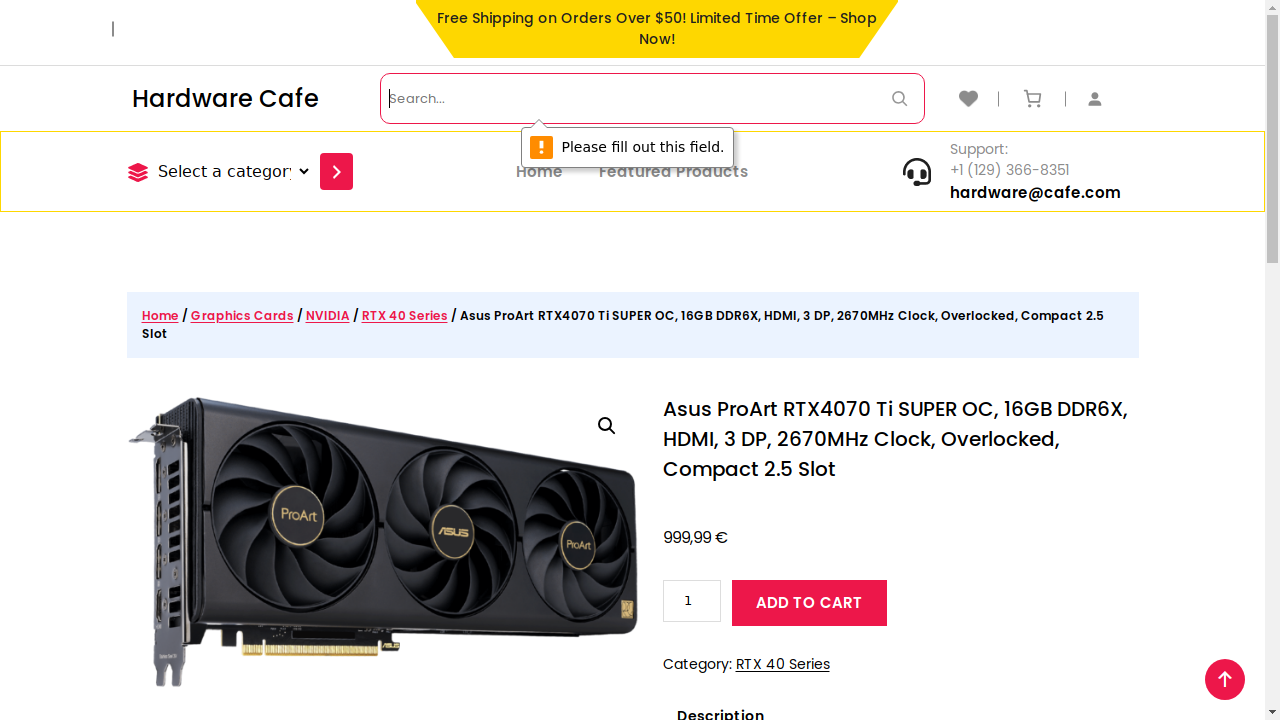 Free Shipping on Orders Over $50! Limited Time Offer – Shop
Now!
Hardware Cafe
Search...
Please fill out this field.
Select a category
Home
Featured Products
Support:
+1 (129) 366-8351
hardware@cafe.com
Home / Graphics Cards / NVIDIA / RTX 40 Series / Asus ProArt RTX4070 Ti SUPER OC, 16GB DDR6X, HDMI, 3 DP, 2670MHz Clock, Overlocked, Compact 2.5
Slot
ProArt
ASUS
ProArt
Asus ProArt RTX4070 Ti SUPER OC, 16GB DDR6X,
HDMI, 3 DP, 2670MHz Clock, Overlocked,
Compact 2.5 Slot
999,99 €
1
ADD TO CART
Category: RTX 40 Series
Description